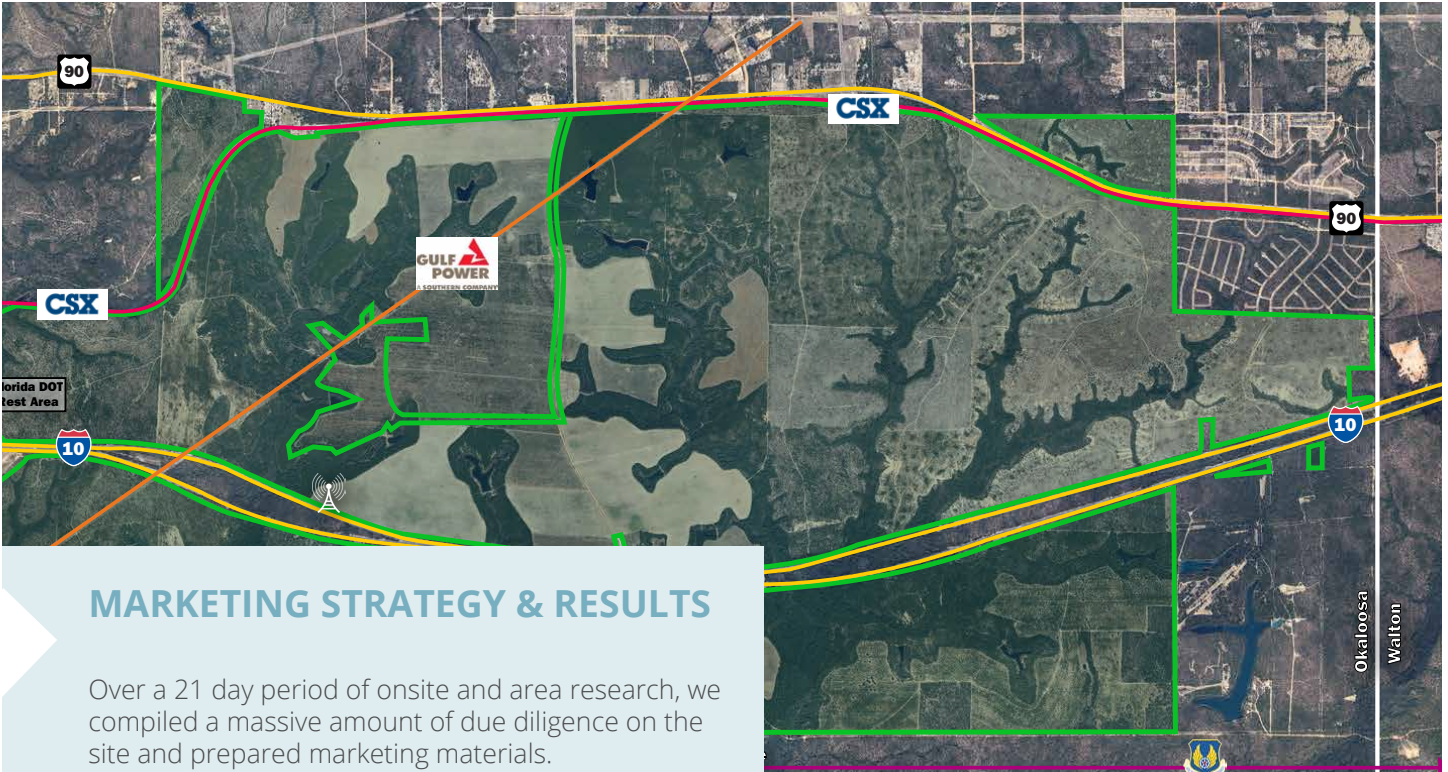 90
CSX
90
GULF
POWER
A SOUTHERN COMPANY
CSX
lorida DOT
Rest Area
10
10
Okaloosa
Walton
MARKETING STRATEGY & RESULTS
Over a 21 day period of onsite and area research, we
compiled a massive amount of due diligence on the
site and prepared marketing materials.